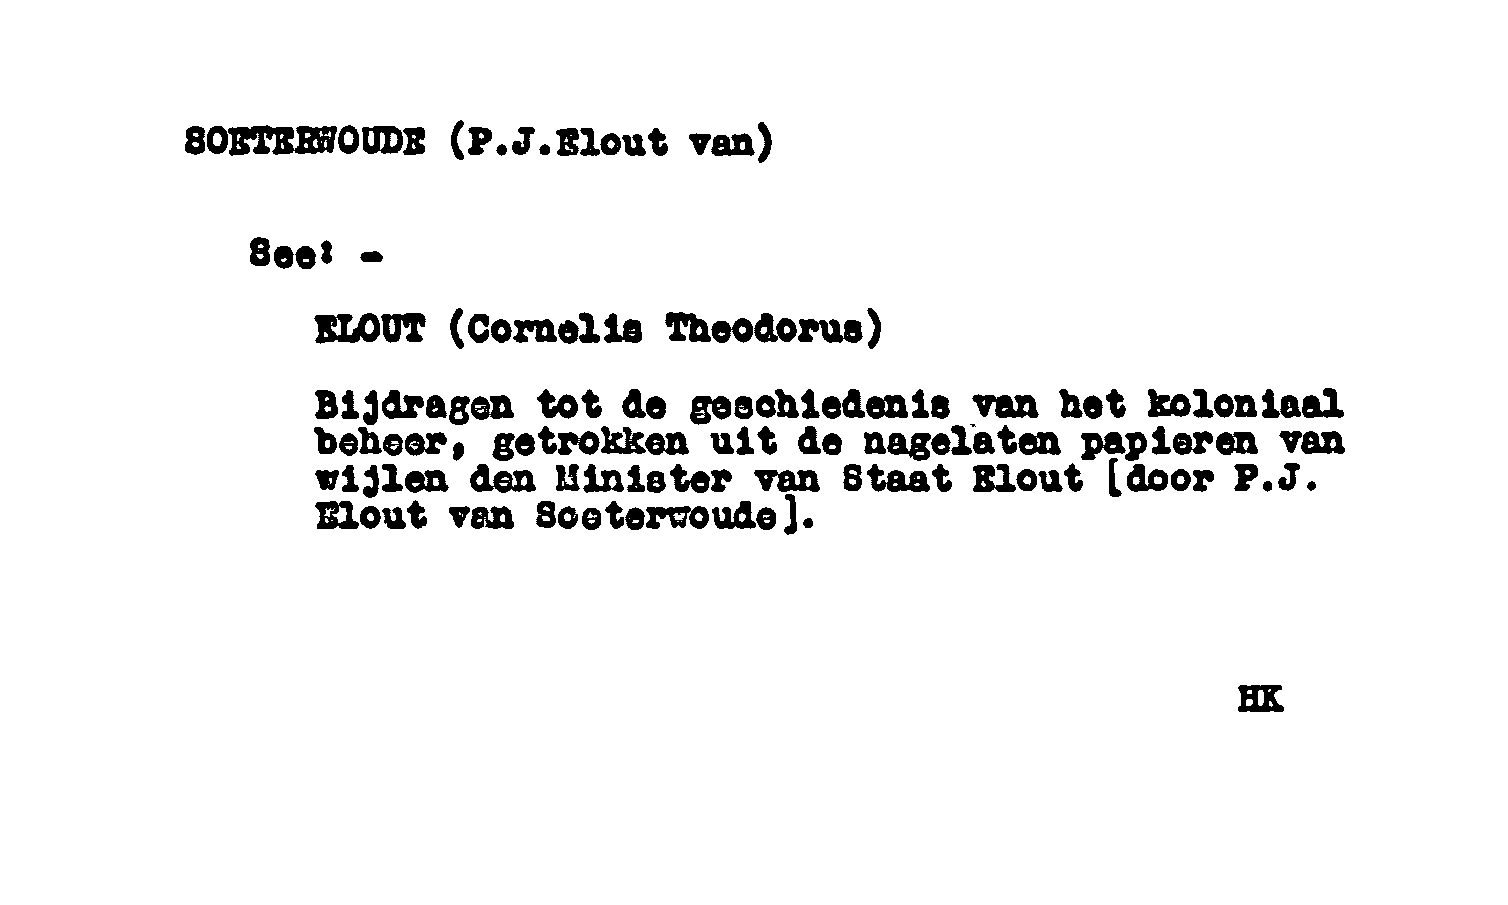 SOETERWOUDE (P.J.Elout van)
See: -
ELOUT (Cornelis Theodorus)
Bijdragen tot de geschiedenis van het koloniaal
beheer, getrokken uit de nagelaten papieren van
wijlen den Minister van Staat Elout [door P.J.
Elout van Soeterwoude].
HK